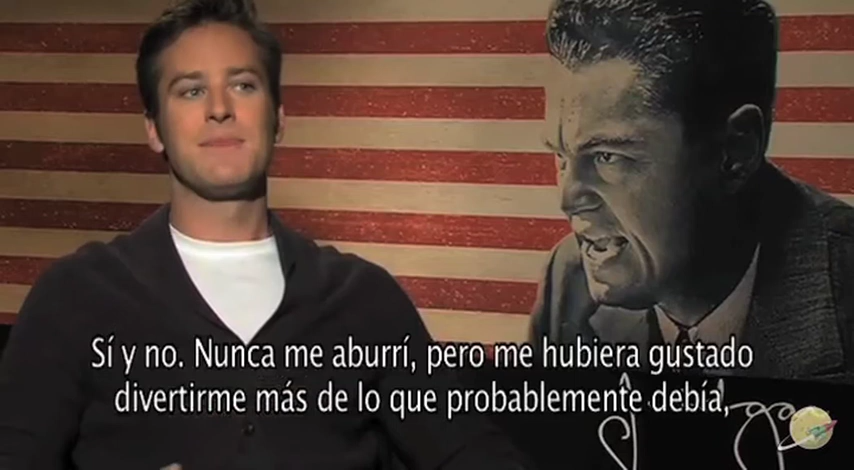 Sí y no. Nunca me aburrí, pero me hubiera gustado
divertirme más de lo que probablemente debía,